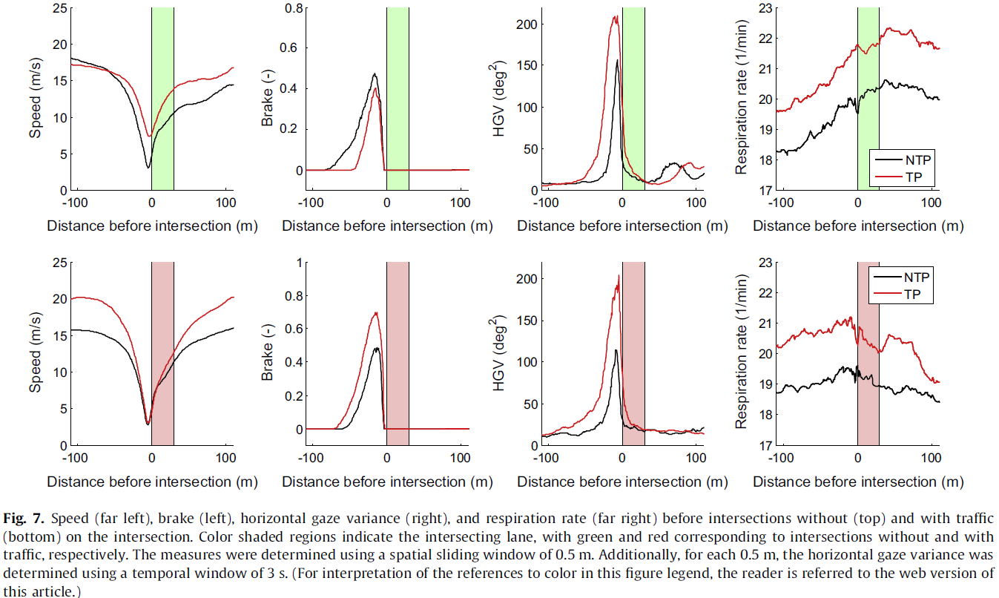 25
20
15
10
5
0
-100 0 100
Speed (m/s)
Distance before intersection (m)
0.8
0.6
0.4
0.2
0
-100 0 100
Brake (-)
Distance before intersection (m)
200
150
100
50
0
-100 0 100
HGV (deg²)
Distance before intersection (m)
23
22
21
20
19
18
17
-100 0 100
Respiration rate (1/min)
NTP
TP
Distance before intersection (m)
25
20
15
10
5
0
-100 0 100
Speed (m/s)
Distance before intersection (m)
1
0.8
0.6
0.4
0.2
0
-100 0 100
Brake (-)
Distance before intersection (m)
200
150
100
50
0
-100 0 100
HGV (deg²)
Distance before intersection (m)
23
22
21
20
19
18
17
-100 0 100
Respiration rate (1/min)
NTP
TP
Distance before intersection (m)
Fig. 7. Speed (far left), brake (left), horizontal gaze variance (right), and respiration rate (far right) before intersections without (top) and with traffic
(bottom) on the intersection. Color shaded regions indicate the intersecting lane, with green and red corresponding to intersections without and with
traffic, respectively. The measures were determined using a spatial sliding window of 0.5 m. Additionally, for each 0.5 m, the horizontal gaze variance was
determined using a temporal window of 3 s. (For interpretation of the references to color in this figure legend, the reader is referred to the web version of
this article.)